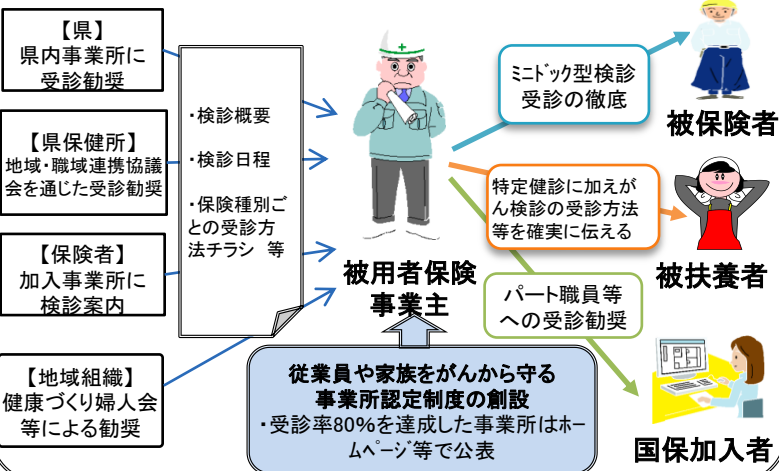 【県】
県内事業所に
受診勧奨
【県保健所】
地域・職域連携協議
会を通じた受診勧奨
【保険者】
加入事業所に
検診案内
【地域組織】
健康づくり婦人会
等による勧奨
・検診概要
・検診日程
・保険種別ご
との受診方
法チラシ 等
被用者保険
事業主
従業員や家族をがんから守る
事業所認定制度の創設
・受診率80%を達成した事業所はホー
ムページ等で公表
ミニドック型検診
受診の徹底
特定健診に加えが
ん検診の受診方法
等を確実に伝える
パート職員等
への受診勧奨
被保険者
被扶養者
国保加入者